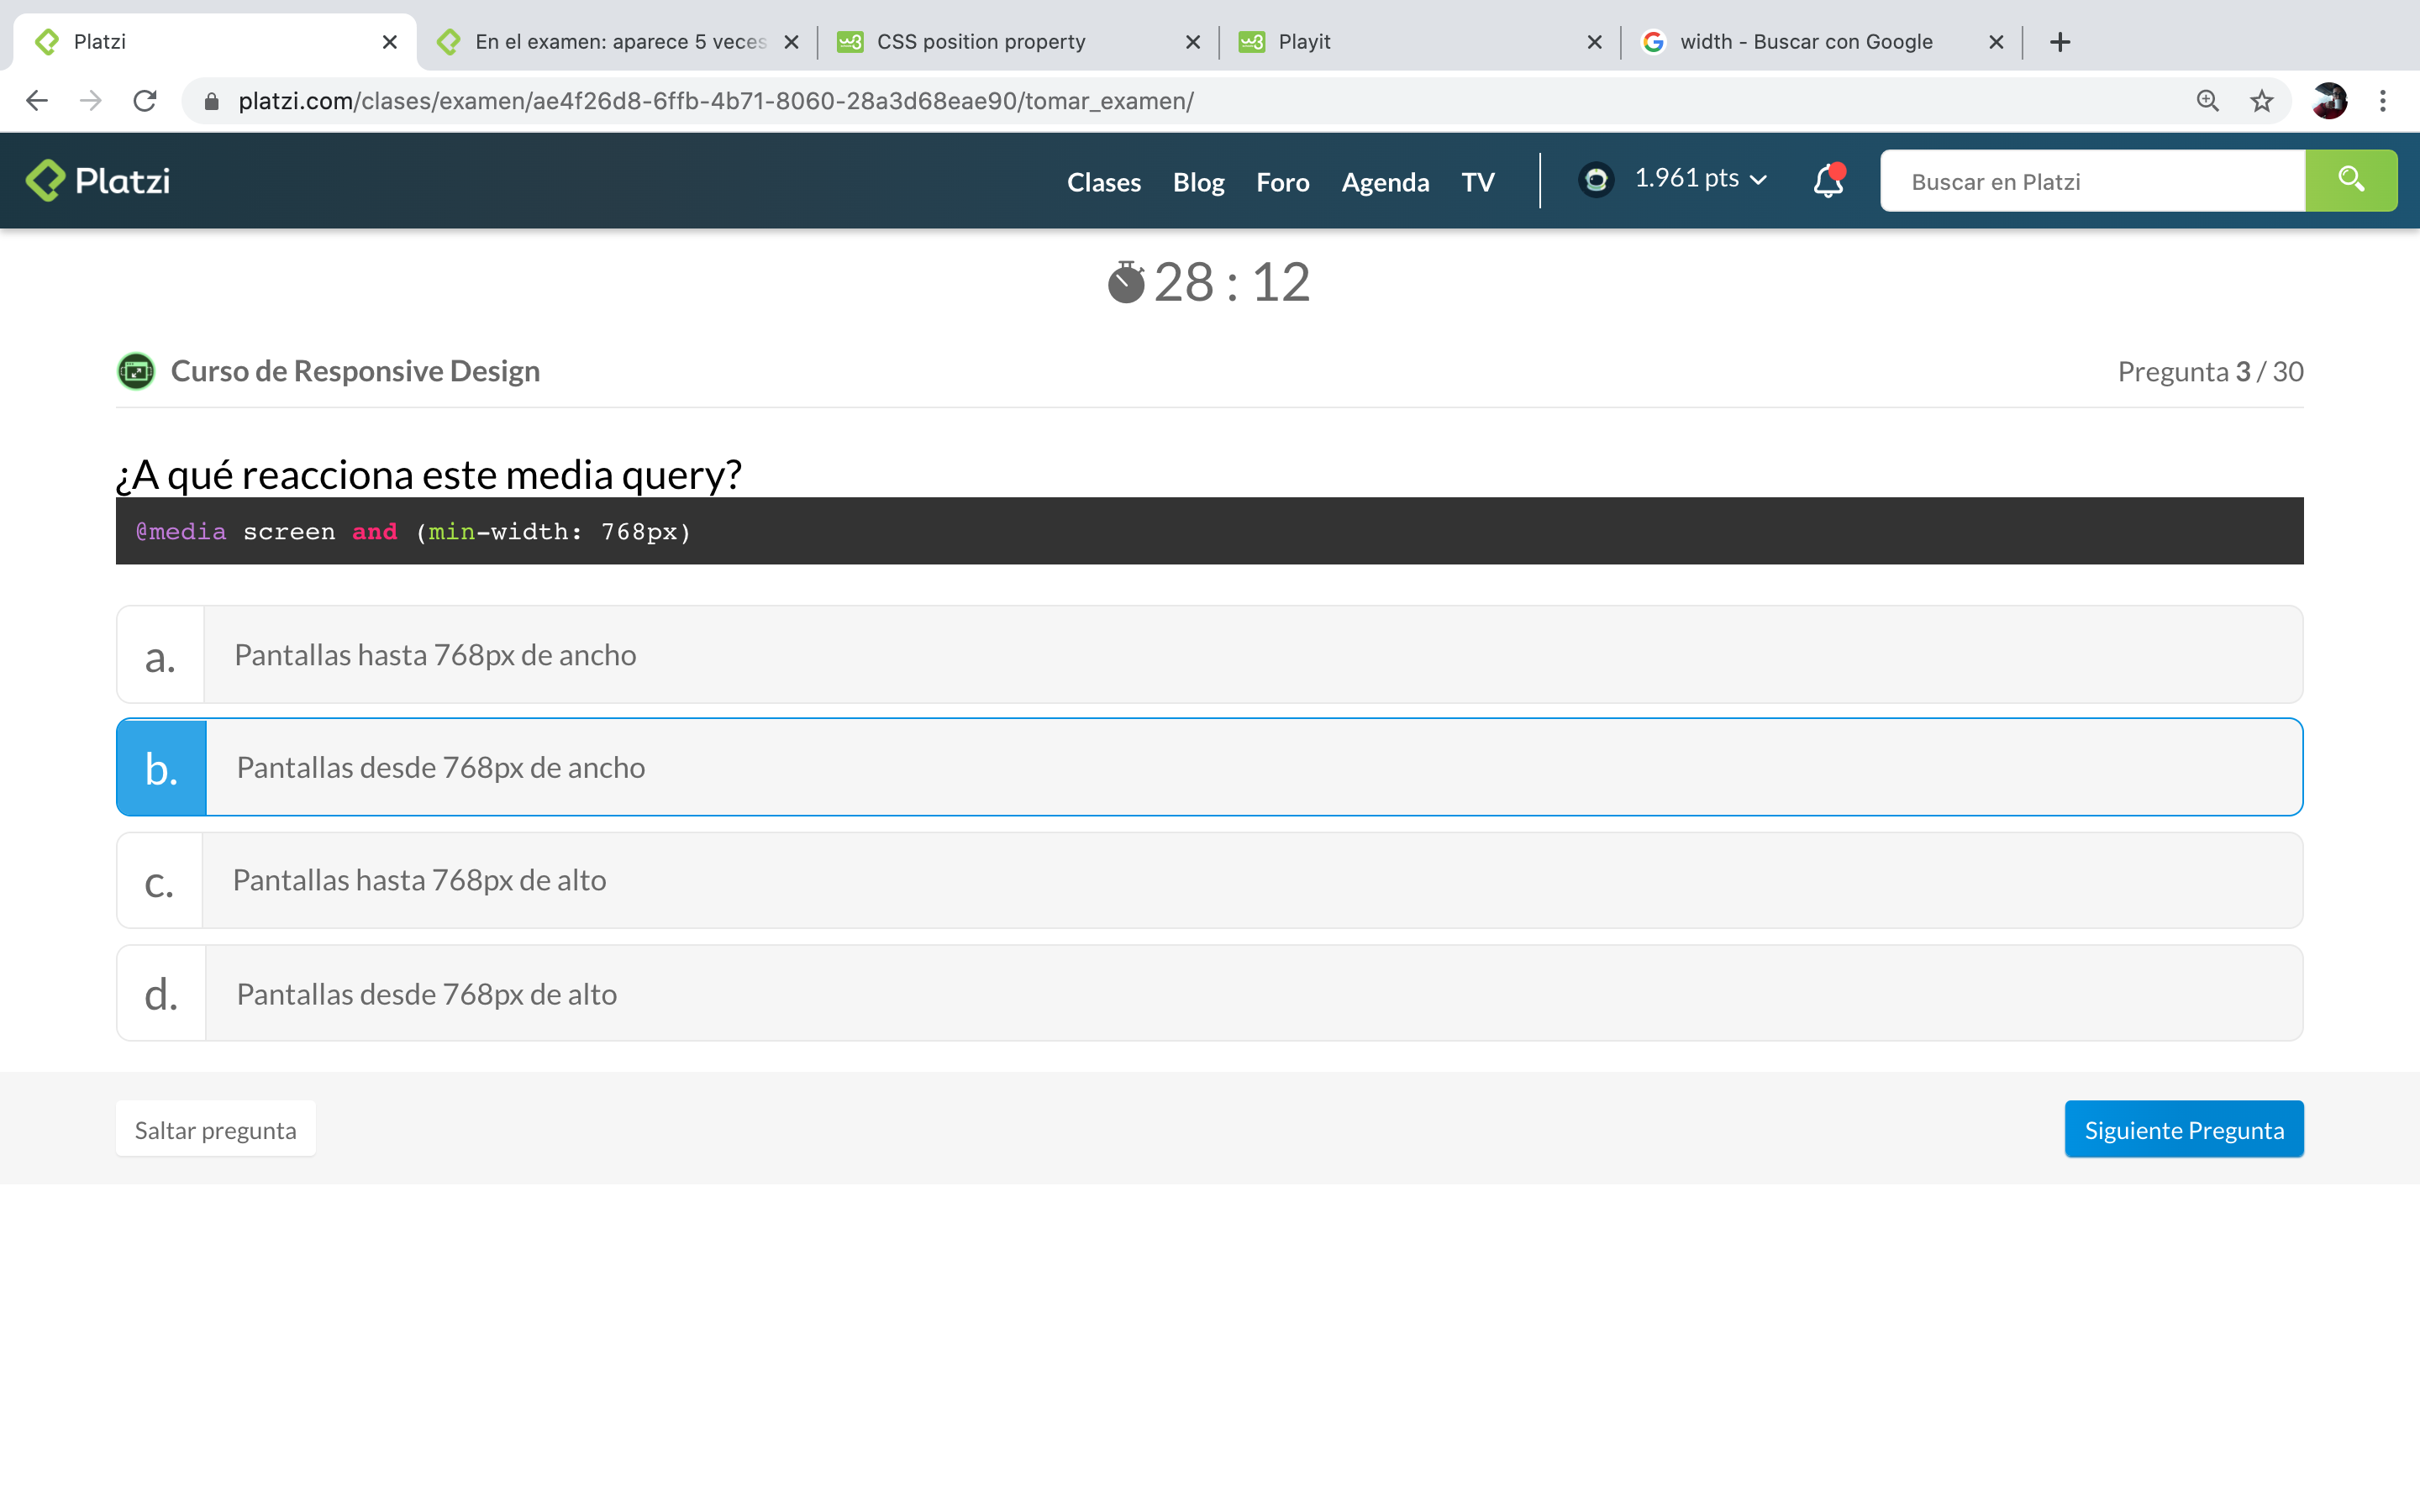 Platzi
En el examen: aparece 5 veces
CSS position property
Playit
width - Buscar con Google
platzi.com/clases/examen/ae4f26d8-6ffb-4b71-8060-28a3d68eae90/tomar_examen/
Platzi
Clases
Blog
Foro
Agenda
TV
1.961 pts
Buscar en Platzi
28 : 12
Curso de Responsive Design
Pregunta 3 / 30
¿A qué reacciona este media query?
@media screen and (min-width: 768px)
a. Pantallas hasta 768px de ancho
b. Pantallas desde 768px de ancho
c. Pantallas hasta 768px de alto
d. Pantallas desde 768px de alto
Saltar pregunta
Siguiente Pregunta